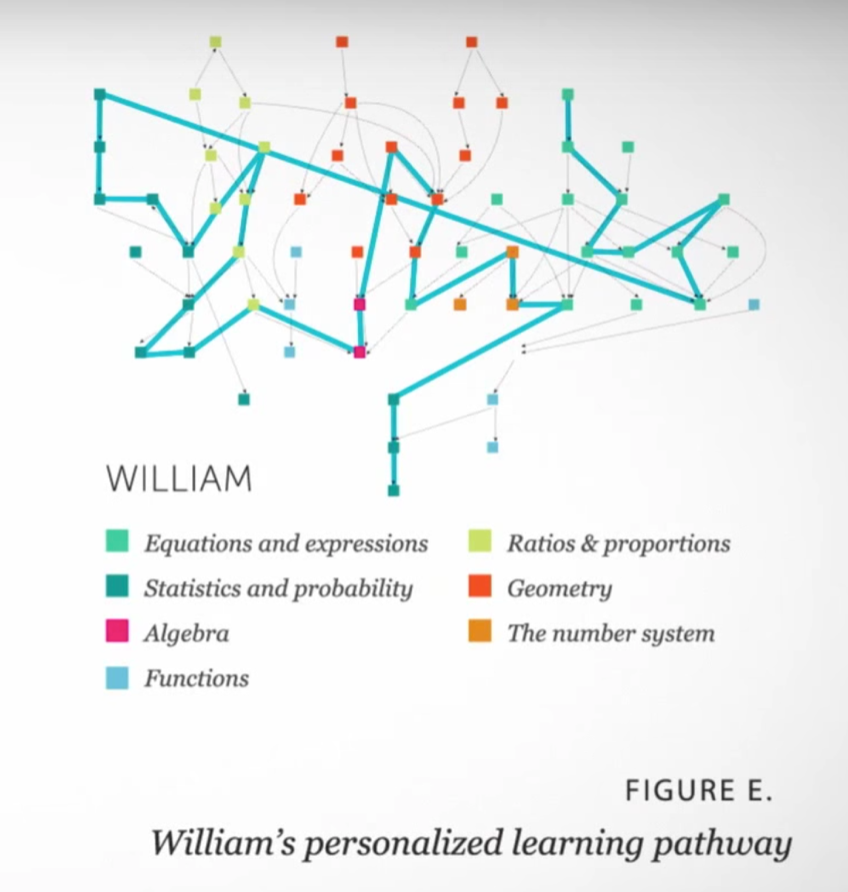 WILLIAM
Equations and expressions
Statistics and probability
Algebra
Functions
Ratios & proportions
Geometry
The number system
FIGURE E.
William's personalized learning pathway